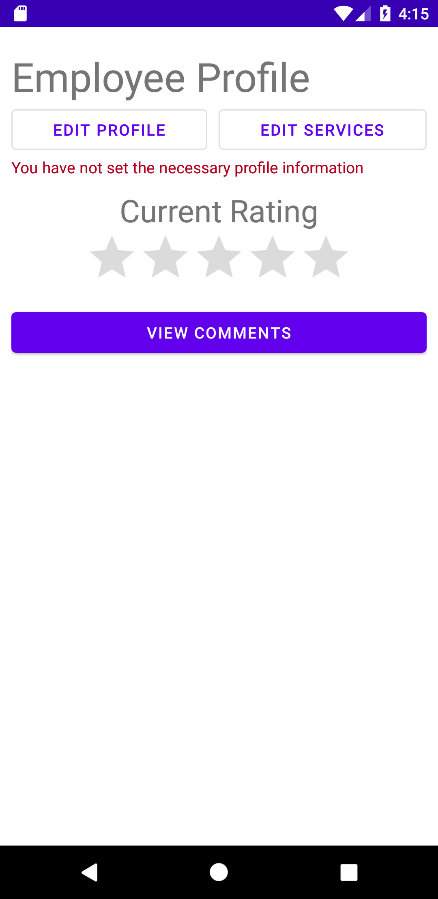 4:15
Employee Profile
EDIT PROFILE
EDIT SERVICES
You have not set the necessary profile information
Current Rating
VIEW COMMENTS